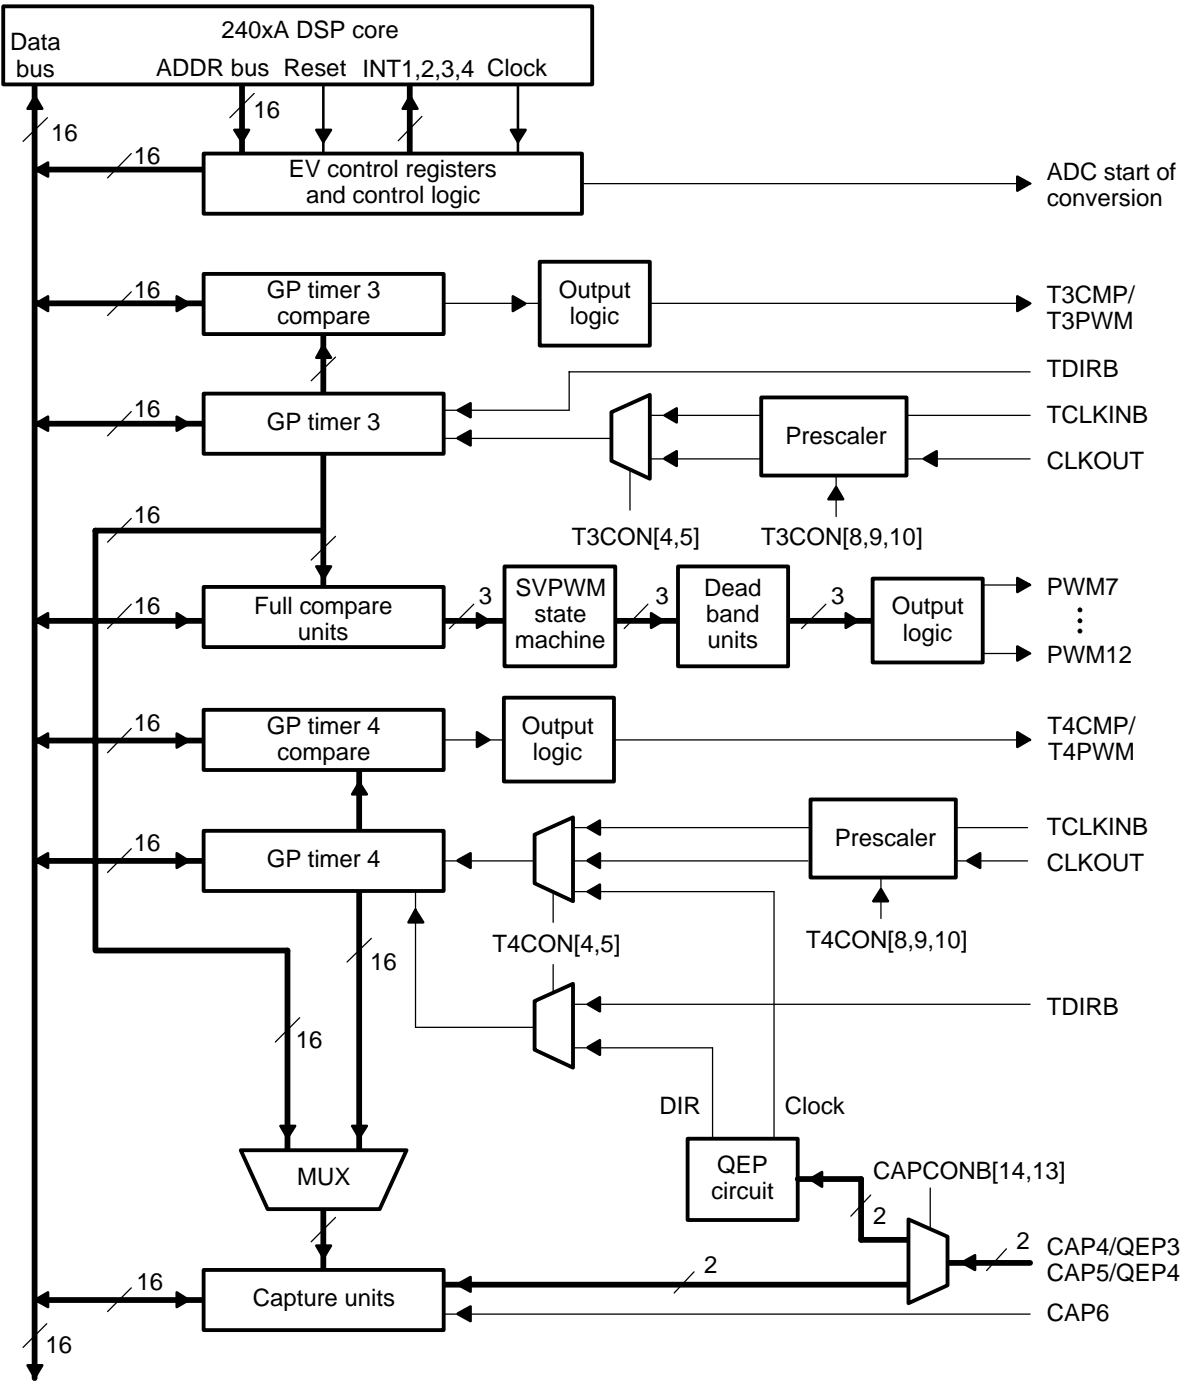 240xA DSP core
Data
bus
ADDR bus
Reset
INT1,2,3,4
Clock
16
16
16
EV control registers
and control logic
ADC start of
conversion
16
GP timer 3
compare
Output
logic
T3CMP/
T3PWM
TDIRB
16
GP timer 3
Prescaler
TCLKINB
CLKOUT
16
T3CON[4,5]
T3CON[8,9,10]
16
Full compare
units
3
SVPWM
state
machine
3
Dead
band
units
3
Output
logic
PWM7
PWM12
16
GP timer 4
compare
Output
logic
T4CMP/
T4PWM
16
GP timer 4
Prescaler
TCLKINB
CLKOUT
T4CON[4,5]
T4CON[8,9,10]
16
TDIRB
16
DIR
Clock
MUX
QEP
circuit
CAPCONB[14,13]
2
2
CAP4/QEP3
CAP5/QEP4
16
Capture units
2
CAP6
16